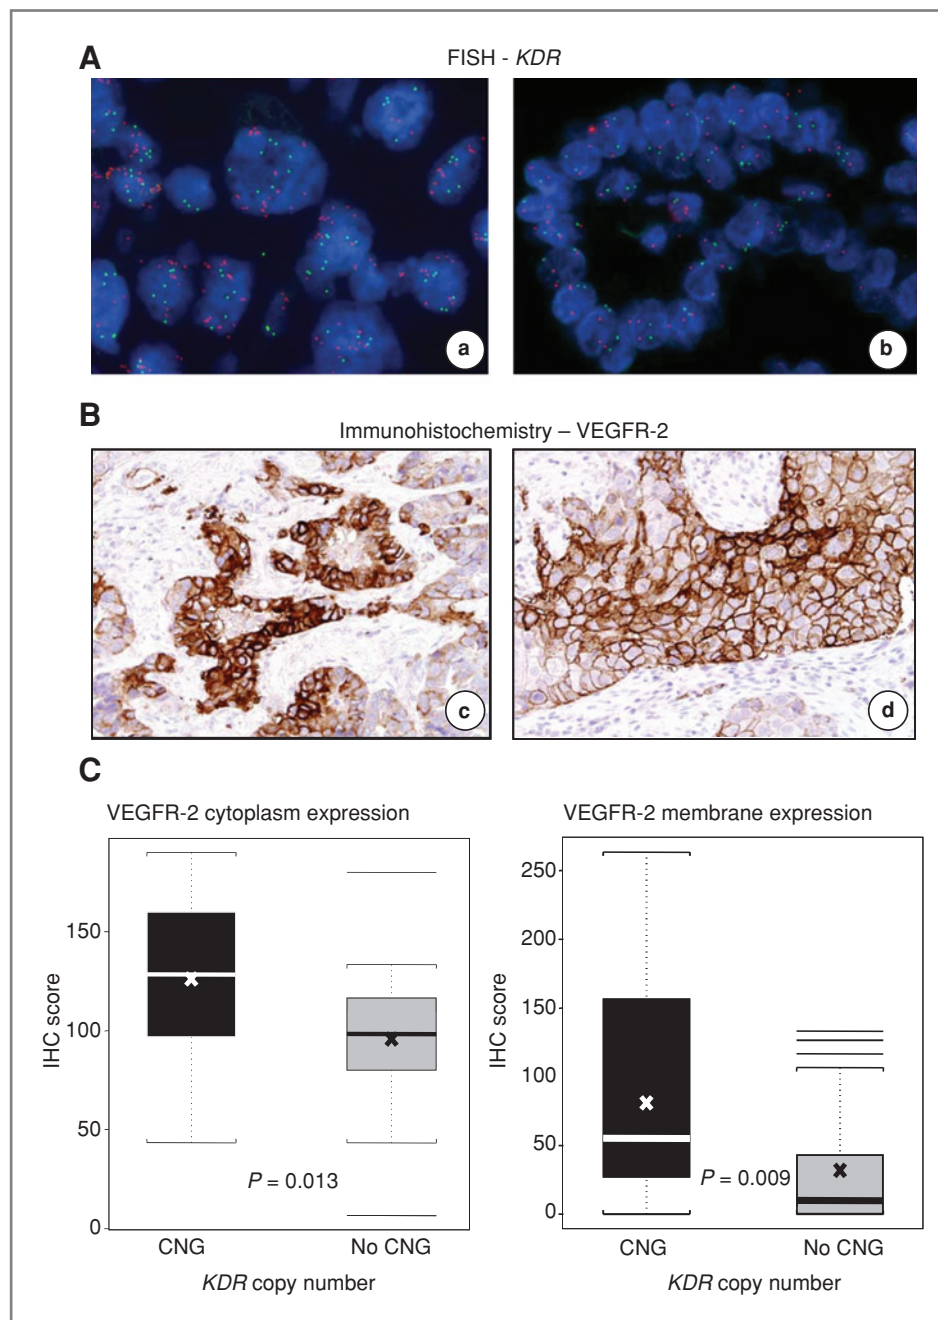 A
FISH - KDR
a
b
B
Immunohistochemistry – VEGFR-2
c
d
C
VEGFR-2 cytoplasm expression
VEGFR-2 membrane expression
IHC score
150
100
50
0
P = 0.013
CNG
No CNG
KDR copy number
IHC score
250
200
150
100
50
0
P = 0.009
CNG
No CNG
KDR copy number